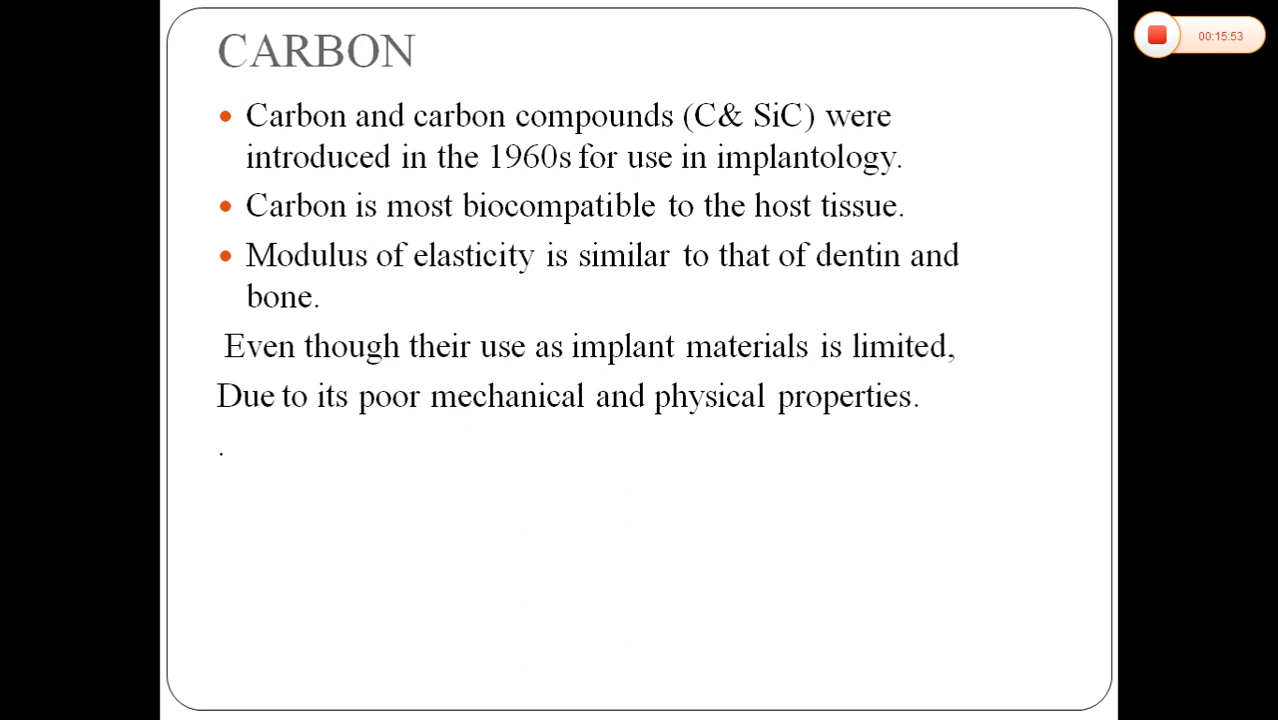 CARBON
00:15:53
• Carbon and carbon compounds (C& SiC) were
introduced in the 1960s for use in implantology.
• Carbon is most biocompatible to the host tissue.
• Modulus of elasticity is similar to that of dentin and
bone.
Even though their use as implant materials is limited,
Due to its poor mechanical and physical properties.
.